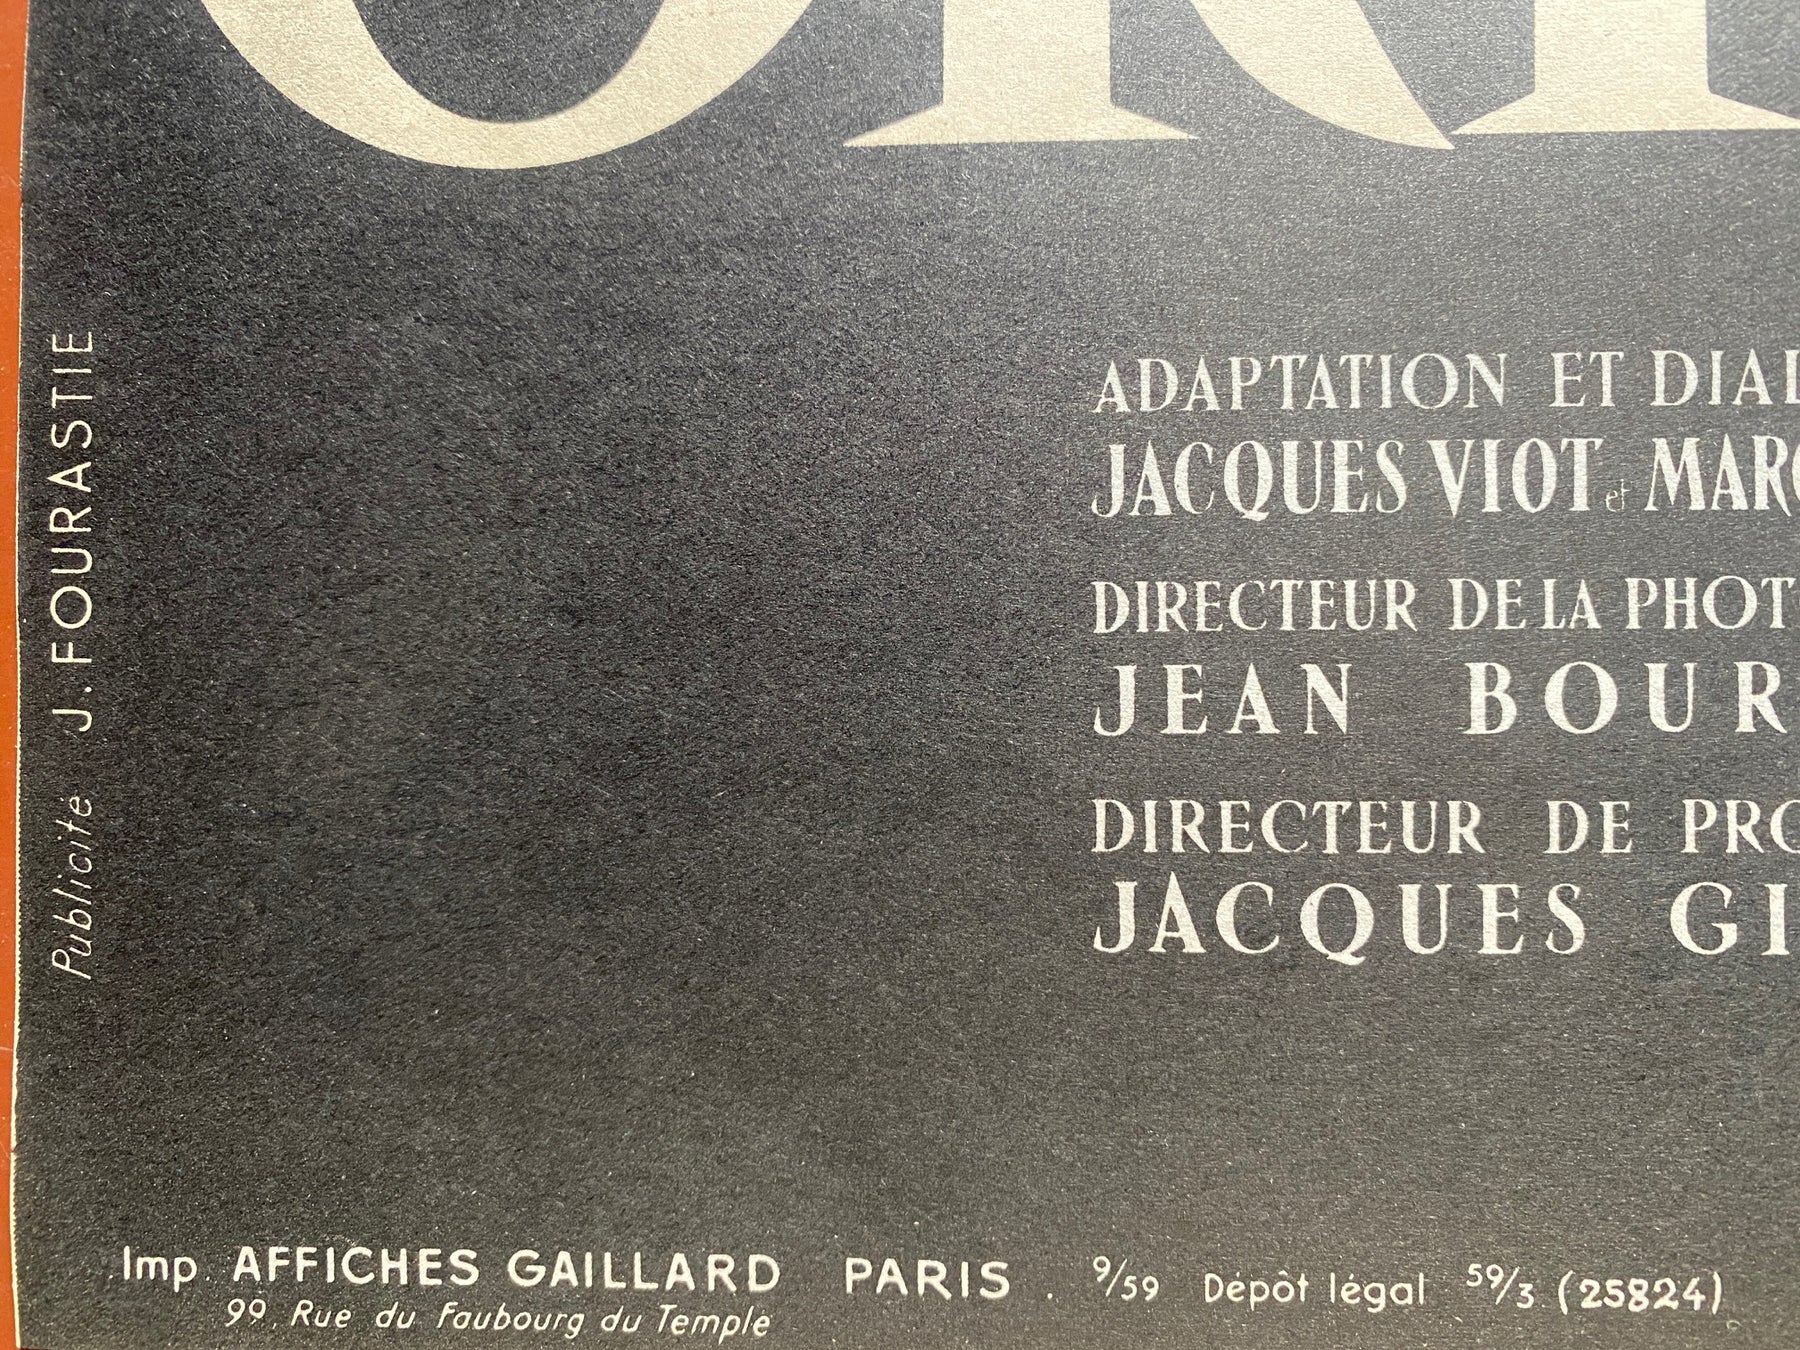 ORF
ADAPTATION ET DIAL
JACQUES VIOT et MARC
DIRECTEUR DE LA PHOT
JEAN BOUR
DIRECTEUR DE PRO
JACQUES GI
Publicité J. FOURASTIE
Imp. AFFICHES GAILLARD PARIS. 9/59 Dépôt légal 59/3 (25824)
99, Rue du Faubourg du Temple